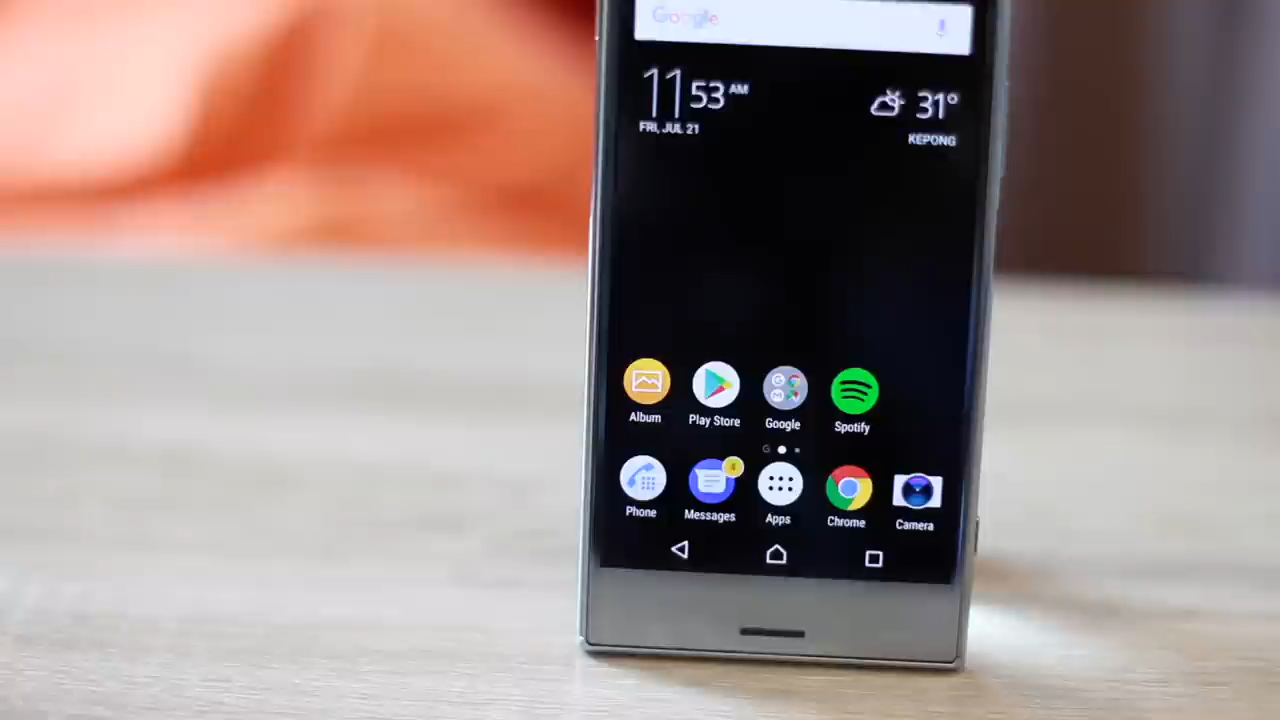 Google
11 53 AM
FRI, JUL 21
31°
KEPONG
Album Play Store Google Spotify
Phone Messages Apps Chrome Camera